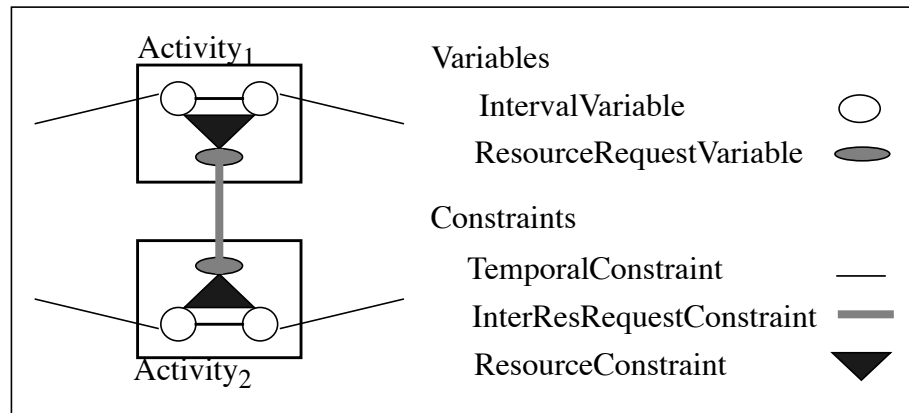 Activity1
Variables
IntervalVariable
ResourceRequestVariable
Constraints
TemporalConstraint
InterResRequestConstraint
ResourceConstraint
Activity2